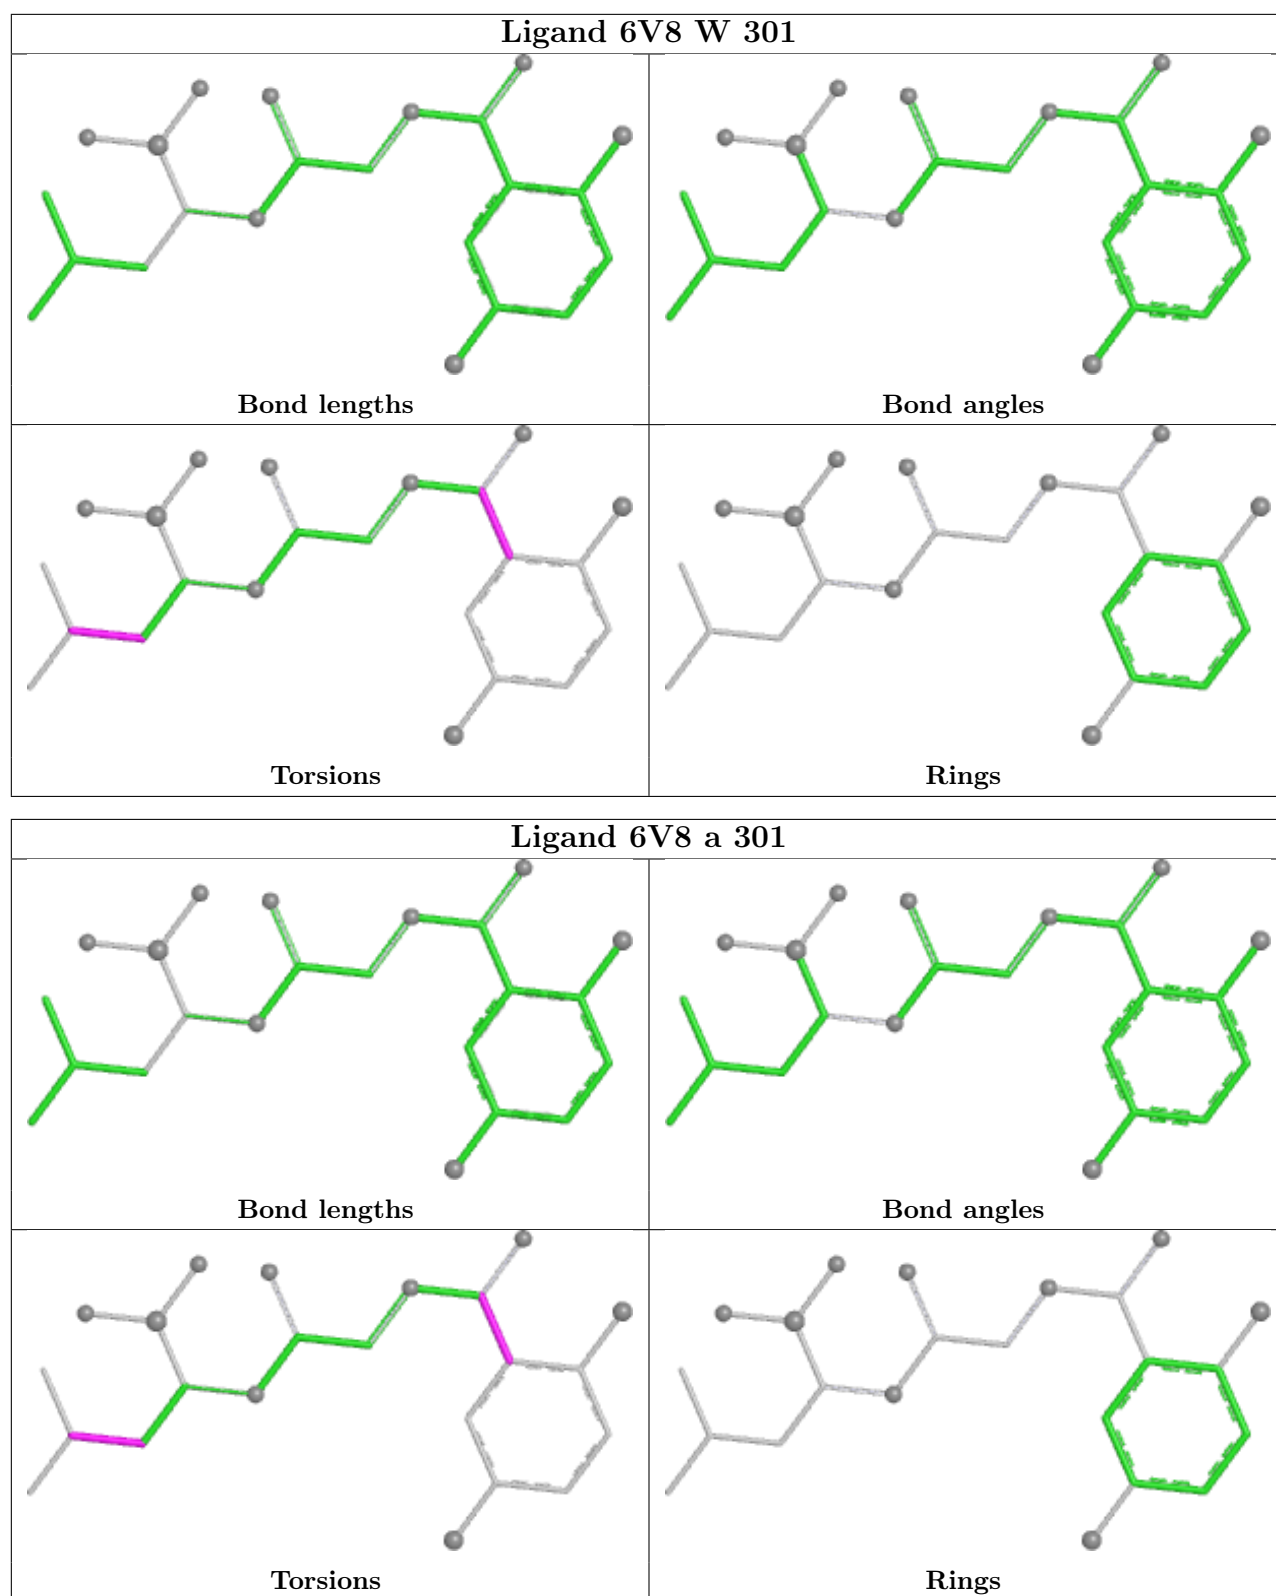 Ligand 6V8 W 301
Bond lengths
Bond angles
Torsions
Rings
Ligand 6V8 a 301
Bond lengths
Bond angles
Torsions
Rings